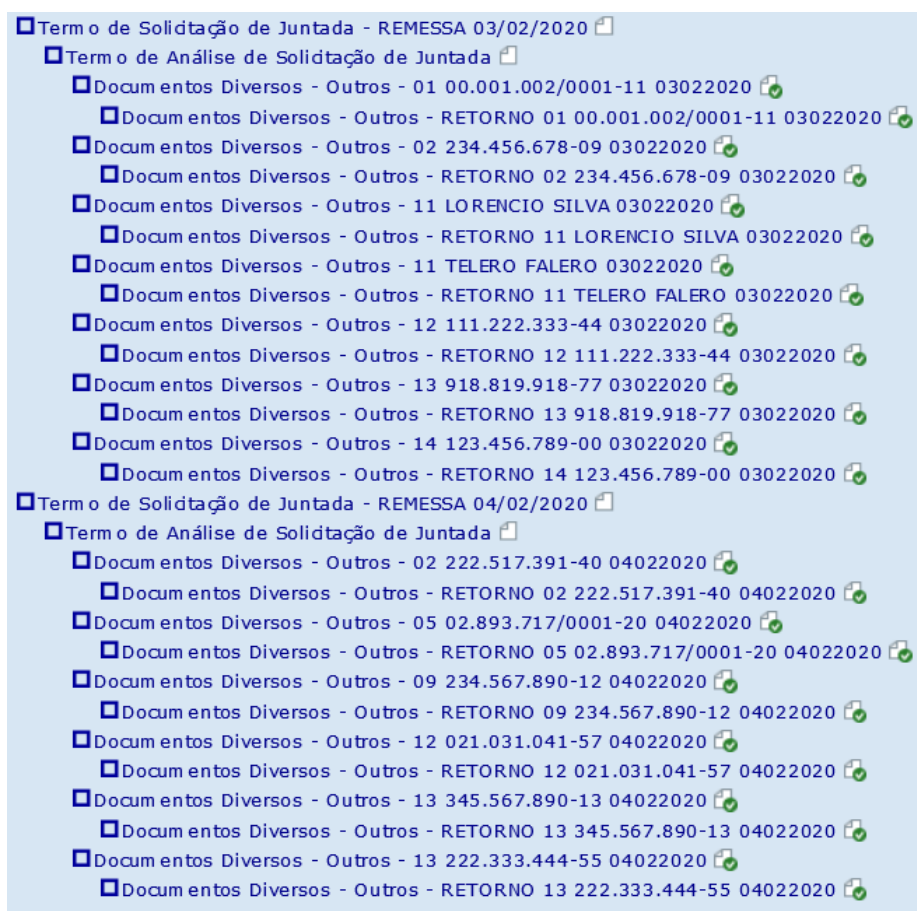 Termo de Solicitação de Juntada - REMESSA 03/02/2020
Termo de Análise de Solicitação de Juntada
Documentos Diversos - Outros - 01 00.001.002/0001-11 03022020
Documentos Diversos - Outros - RETORNO 01 00.001.002/0001-11 03022020
Documentos Diversos - Outros - 02 234.456.678-09 03022020
Documentos Diversos - Outros - RETORNO 02 234.456.678-09 03022020
Documentos Diversos - Outros - 11 LORENCIO SILVA 03022020
Documentos Diversos - Outros - RETORNO 11 LORENCIO SILVA 03022020
Documentos Diversos - Outros - 11 TELERO FALERO 03022020
Documentos Diversos - Outros - RETORNO 11 TELERO FALERO 03022020
Documentos Diversos - Outros - 12 111.222.333-44 03022020
Documentos Diversos - Outros - RETORNO 12 111.222.333-44 03022020
Documentos Diversos - Outros - 13 918.819.918-77 03022020
Documentos Diversos - Outros - RETORNO 13 918.819.918-77 03022020
Documentos Diversos - Outros - 14 123.456.789-00 03022020
Documentos Diversos - Outros - RETORNO 14 123.456.789-00 03022020
Termo de Solicitação de Juntada - REMESSA 04/02/2020
Termo de Análise de Solicitação de Juntada
Documentos Diversos - Outros - 02 222.517.391-40 04022020
Documentos Diversos - Outros - RETORNO 02 222.517.391-40 04022020
Documentos Diversos - Outros - 05 02.893.717/0001-20 04022020
Documentos Diversos - Outros - RETORNO 05 02.893.717/0001-20 04022020
Documentos Diversos - Outros - 09 234.567.890-12 04022020
Documentos Diversos - Outros - RETORNO 09 234.567.890-12 04022020
Documentos Diversos - Outros - 12 021.031.041-57 04022020
Documentos Diversos - Outros - RETORNO 12 021.031.041-57 04022020
Documentos Diversos - Outros - 13 345.567.890-13 04022020
Documentos Diversos - Outros - RETORNO 13 345.567.890-13 04022020
Documentos Diversos - Outros - 13 222.333.444-55 04022020
Documentos Diversos - Outros - RETORNO 13 222.333.444-55 04022020